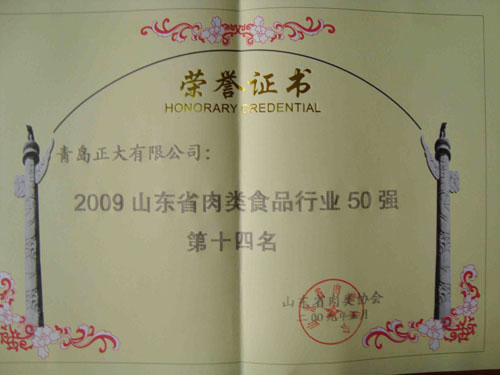 荣誉证书
HONORARY CREDENTIAL
青岛正大有限公司：
2009 山东省肉类食品行业 50 强
第十四名
山东省肉类协会